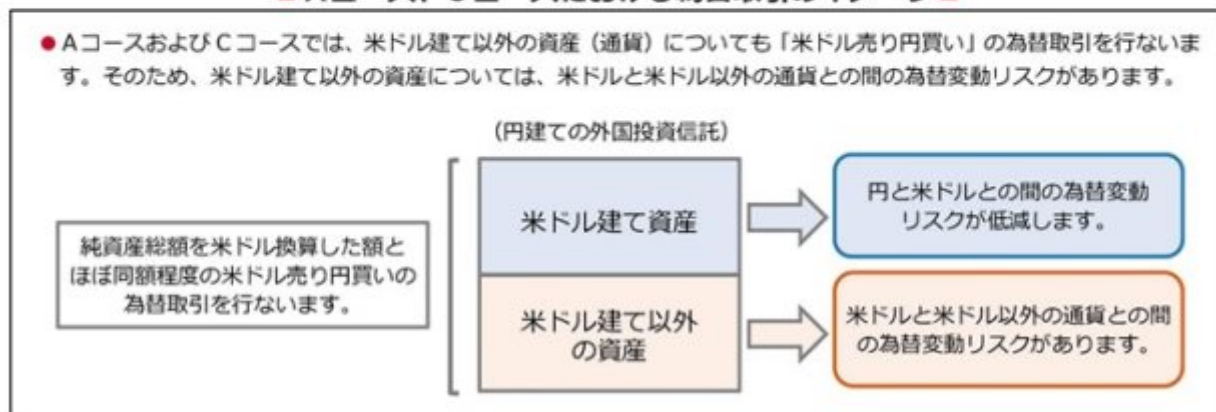 ● Aコースおよび Cコースでは、米ドル建て以外の資産（通貨）についても「米ドル売り円買い」の為替取引を行ないま
す。そのため、米ドル建て以外の資産については、米ドルと米ドル以外の通貨との間の為替変動リスクがあります。
（円建ての外国投資信託）
純資産総額を米ドル換算した額と
ほぼ同額程度の米ドル売り円買いの
為替取引を行ないます。
米ドル建て資産
円と米ドルとの間の為替変動
リスクが低減します。
米ドル建て以外
の資産
米ドルと米ドル以外の通貨との間
の為替変動リスクがあります。